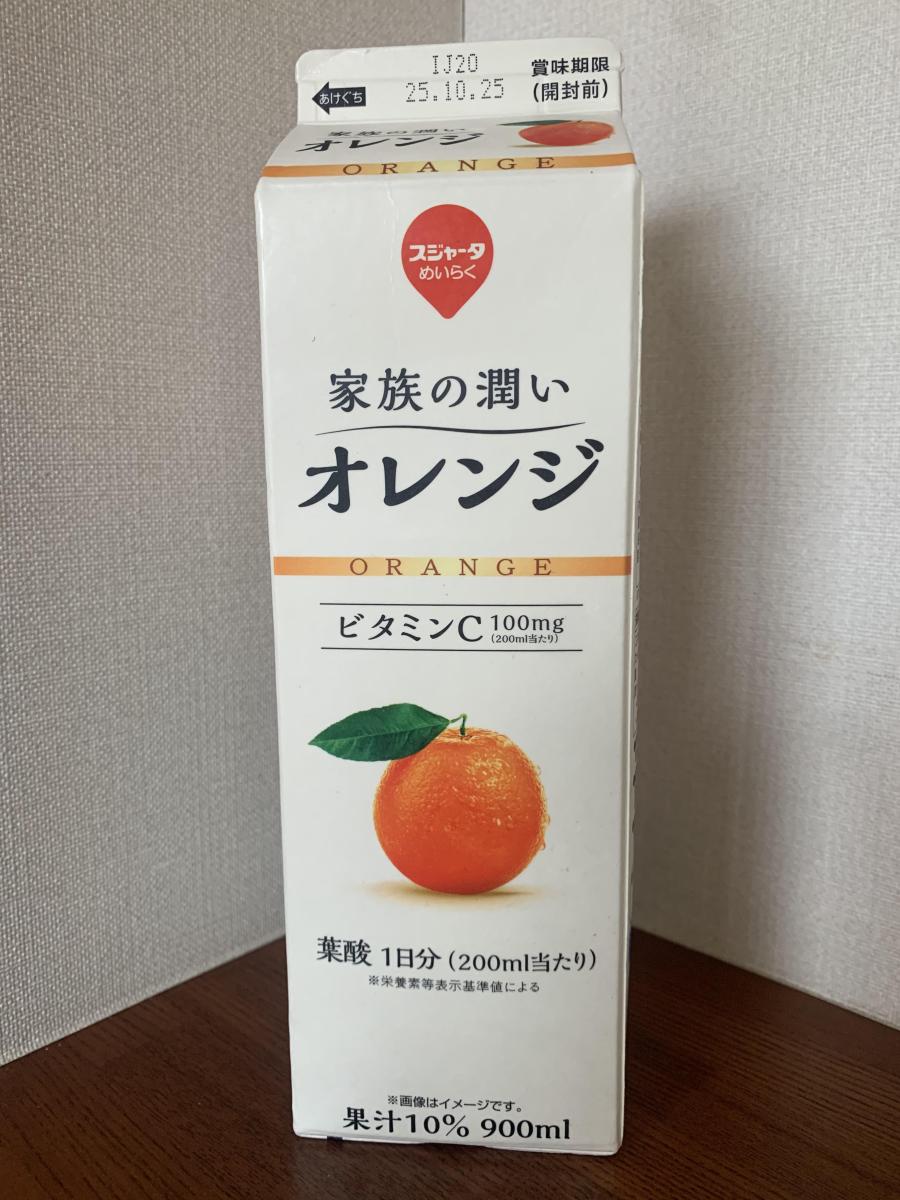 IJ20
25.10.25
賞味期限
(開封前)
あけぐち
家族の潤い
オレンジ
ORANGE
スジャータ
めいらく
家族の潤い
オレンジ
ORANGE
ビタミンC 100mg
(200ml当たり)
葉酸 1日分 (200ml当たり)
※栄養素等表示基準値による
※画像はイメージです。
果汁10% 900ml